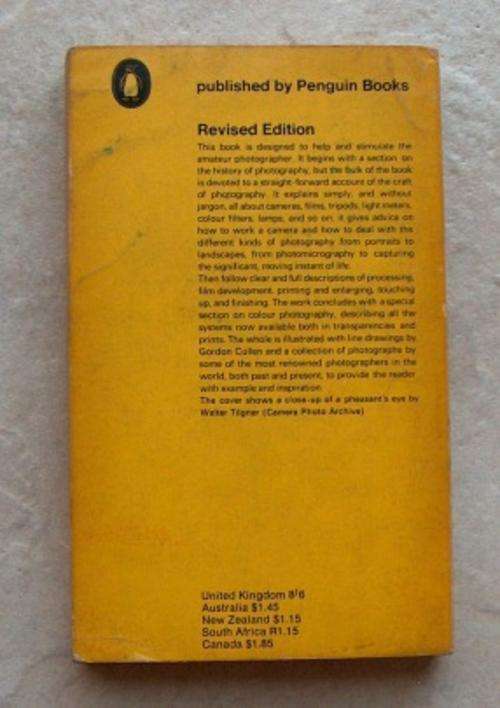 published by Penguin Books
Revised Edition
This book is designed to help and stimulate the
amateur photographer. It begins with a section on
the history of photography, but the bulk of the book
is devoted to a straight-forward account of the craft
of photography. It explains simply, and without
jargon, all about cameras, films, tripods, light meters,
colour filters, lamps, and so on; it gives advice on
how to work a camera and how to deal with the
different kinds of photography from portraits to
landscapes, from photomicrography to capturing
the significant, moving instant of life.
Then follow clear and full descriptions of processing,
film development, printing and enlarging, touching
up, and finishing. The work concludes with a special
section on colour photography, describing all the
systems now available both in transparencies and
prints. The whole is illustrated with line drawings by
Gordon Cullen and a collection of photographs by
some of the most renowned photographers in the
world, both past and present, to provide the reader
with example and inspiration.
The cover shows a close-up of a pheasant's eye by
Walter Tilgner (Camera Photo Archive)
United Kingdom 8/6
Australia $1.45
New Zealand $1.15
South Africa R1.15
Canada $1.85